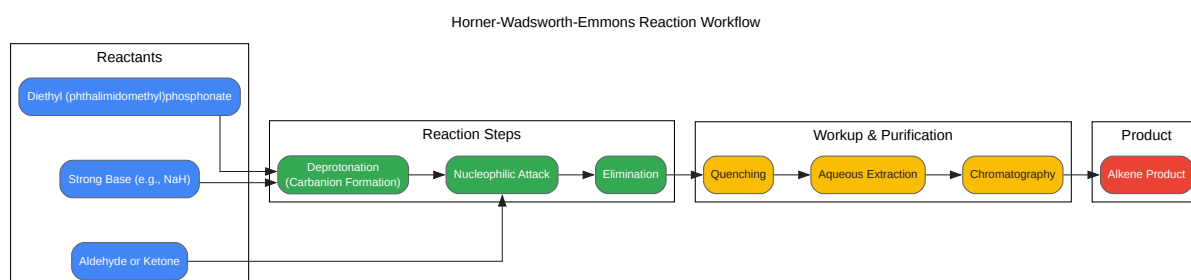 Horner-Wadsworth-Emmons Reaction Workflow
Reactants
Diethyl (phthalimidomethyl)phosphonate
Strong Base (e.g., NaH)
Aldehyde or Ketone
Reaction Steps
Deprotonation
(Carbanion Formation)
Nucleophilic Attack
Elimination
Workup & Purification
Quenching
Aqueous Extraction
Chromatography
Product
Alkene Product